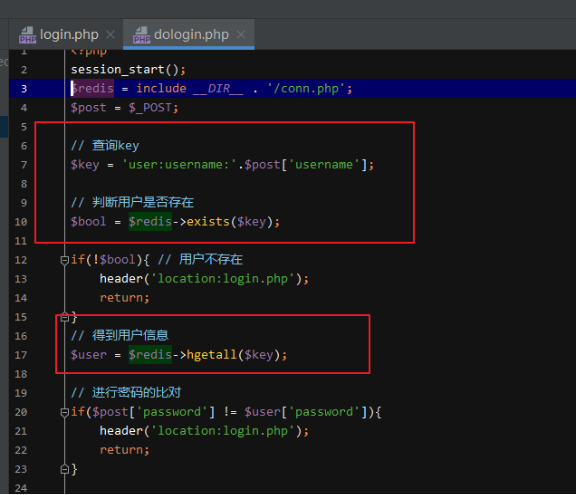 login.php dologin.php
1 <?php
2 session_start();
3 $redis = include __DIR__ . '/conn.php';
4 $post = $_POST;
5
6 // 查询key
7 $key = 'user:username:'.$post['username'];
8
9 // 判断用户是否存在
10 $bool = $redis->exists($key);
11
12 if(!$bool){ // 用户不存在
13 header('location:login.php');
14 return;
15 }
16 // 得到用户信息
17 $user = $redis->hgetall($key);
18
19 // 进行密码的比对
20 if($post['password'] != $user['password']){
21 header('location:login.php');
22 return;
23 }
24